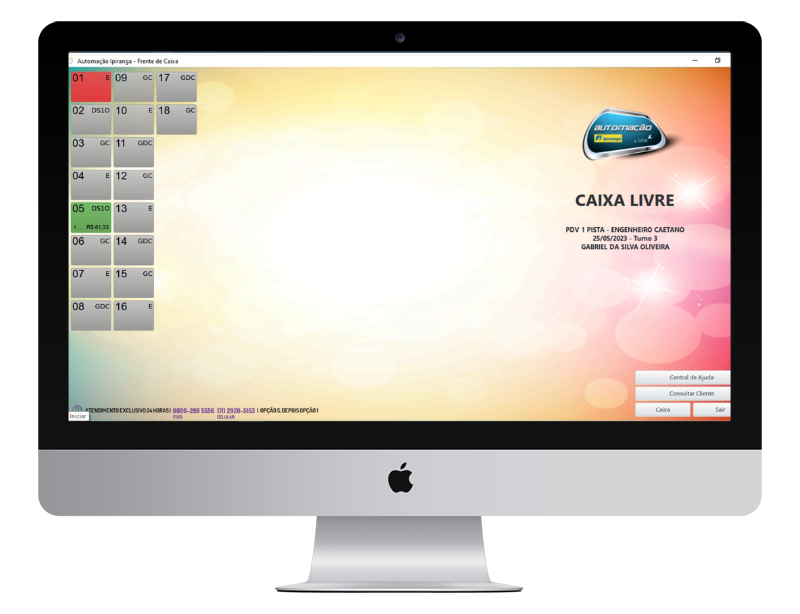 Automação Ipiranga - Frente de Caixa
01 E 09 GC 17 GDC
02 DS10 10 E 18 GC
03 GC 11 GDC
04 E 12 GC
05 DS10 13 E
1 R$ 61,33
06 GC 14 GDC
07 E 15 GC
08 GDC 16 E
AUTOMAÇÃO
Ipiranga
CAIXA LIVRE
PDV 1 PISTA - ENGENHEIRO CAETANO
25/05/2023 - Turno 3
GABRIEL DA SILVA OLIVEIRA
Central de Ajuda
Consultar Cliente
Caixa Sair
ATENDIMENTO EXCLUSIVO 24 HORAS | 0800-286 5556 (11) 2920-5153 | OPÇÃO 5, DEPOIS OPÇÃO 1
FIXO CELULAR
Iniciar